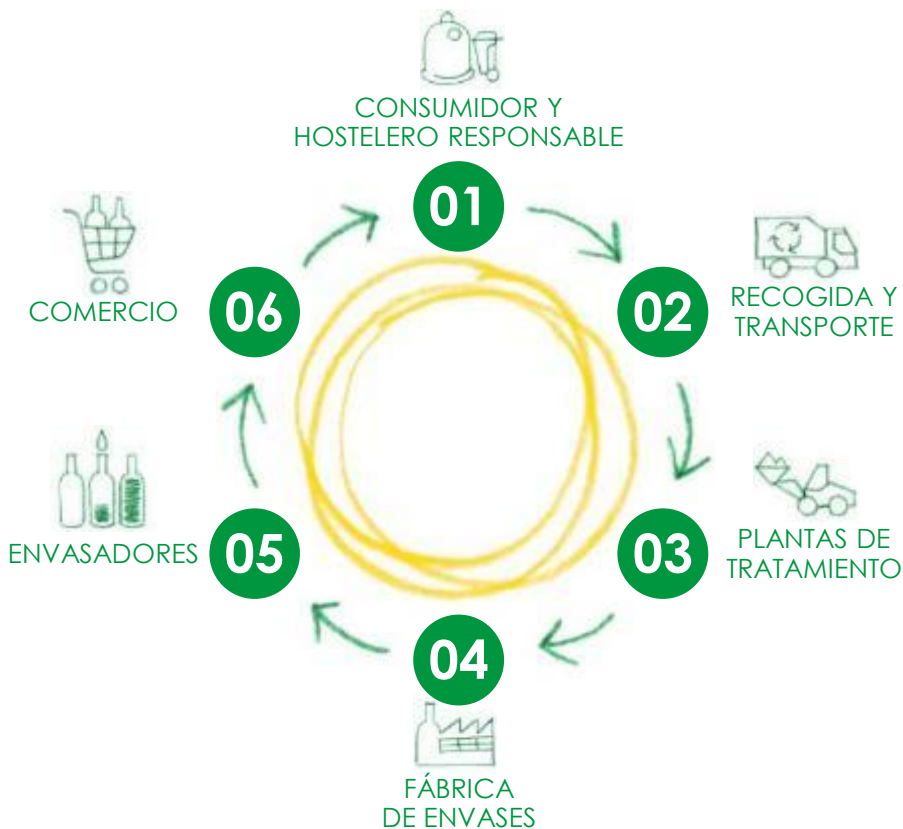 CONSUMIDOR Y
HOSTELERO RESPONSABLE
01
02
RECOGIDA Y
TRANSPORTE
03
PLANTAS DE
TRATAMIENTO
04
FÁBRICA
DE ENVASES
05
ENVASADORES
06
COMERCIO